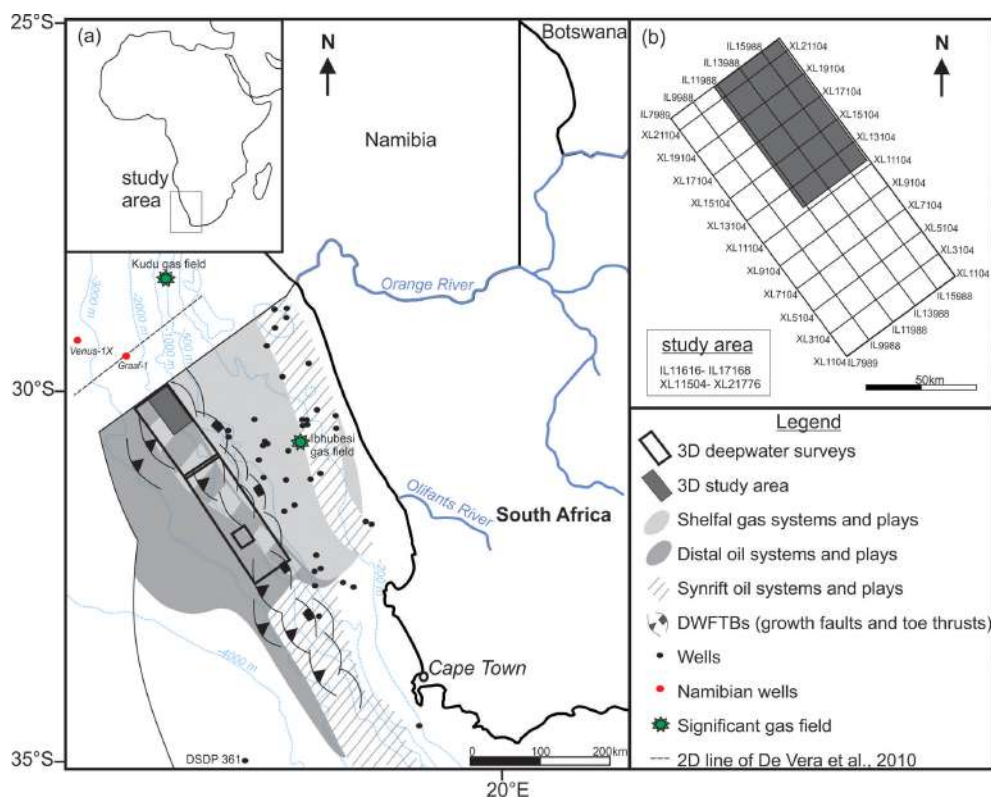 25°S
(a)
N
Botswana
Namibia
study
area
Kudu gas field
3000 m
2000 m
1000 m
500 m
Venus-1X
Graaf-1
Orange River
30°S
Ibhubesi
gas field
Olifants River
South Africa
-200 m
-4000 m
Cape Town
DSDP 361
0 100 200km
35°S
20°E
(b)
N
IL15988
IL13988
IL11988
IL9988
IL7989
XL21104
XL19104
XL17104
XL15104
XL13104
XL11104
XL9104
XL7104
XL5104
XL3104
XL1104
XL21104
XL19104
XL17104
XL15104
XL13104
XL11104
XL9104
XL7104
XL5104
XL3104
XL1104
IL15988
IL13988
IL11988
IL9988
IL7989
study area
IL11616- IL17168
XL11504- XL21776
50km
Legend
3D deepwater surveys
3D study area
Shelfal gas systems and plays
Distal oil systems and plays
Synrift oil systems and plays
DWFTBs (growth faults and toe thrusts)
Wells
Namibian wells
Significant gas field
2D line of De Vera et al., 2010